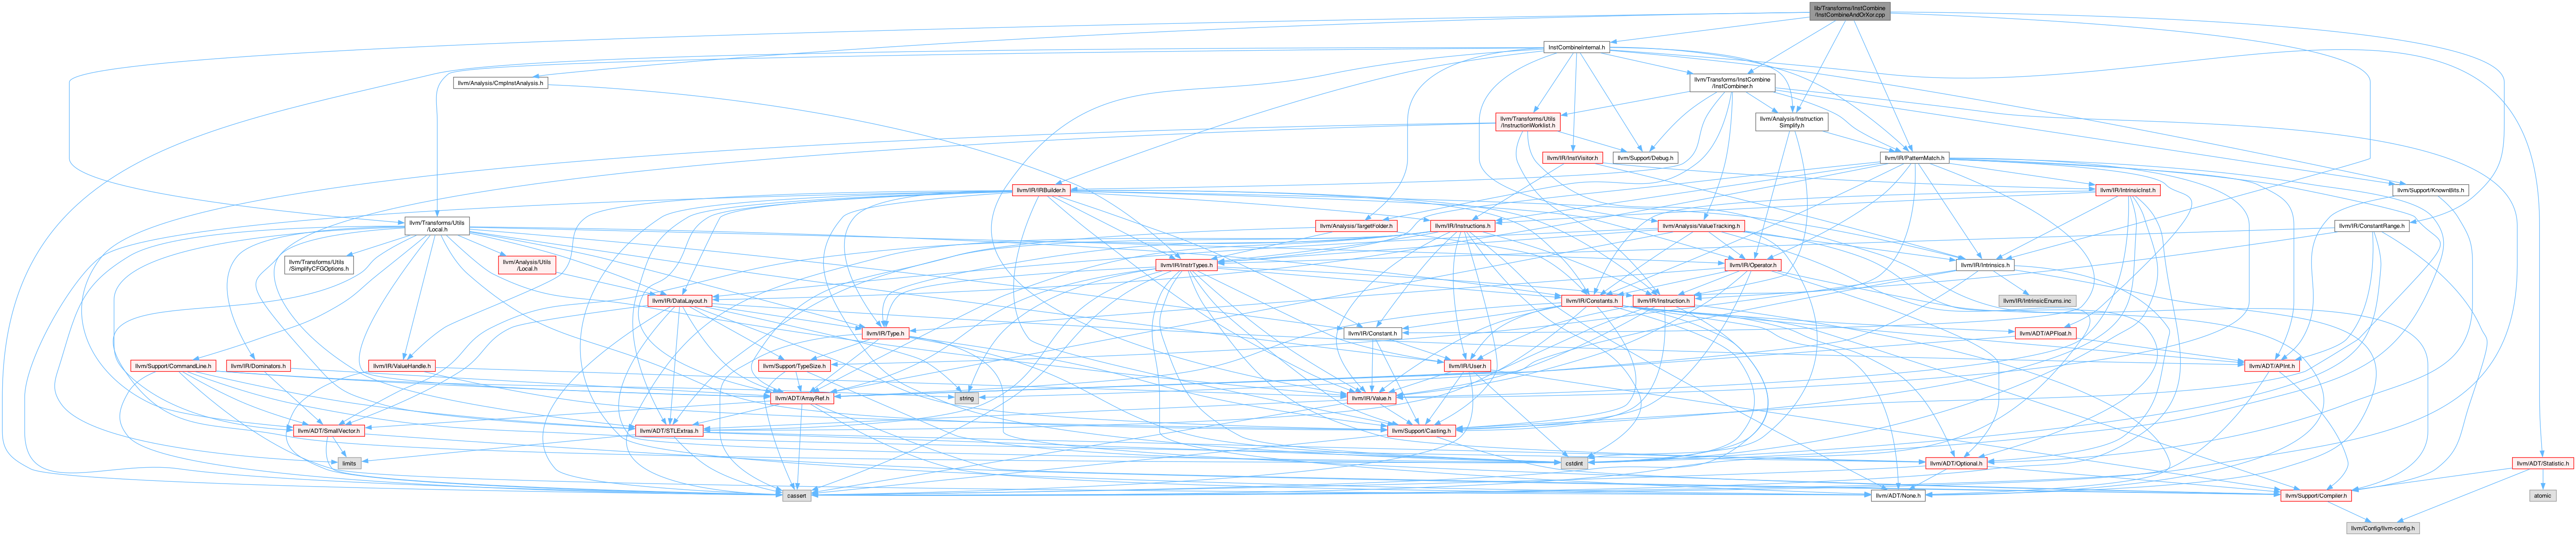 lib/Transforms/InstCombine
/InstCombineAndOrXor.cpp
InstCombineInternal.h
llvm/Analysis/CmpInstAnalysis.h
llvm/Transforms/InstCombine
/InstCombiner.h
llvm/Transforms/Utils
/InstructionWorklist.h
llvm/Analysis/Instruction
Simplify.h
llvm/IR/InstVisitor.h
llvm/Support/Debug.h
llvm/IR/PatternMatch.h
llvm/IR/IRBuilder.h
llvm/IR/IntrinsicInst.h
llvm/Support/KnownBits.h
llvm/Transforms/Utils
/Local.h
llvm/Analysis/TargetFolder.h
llvm/IR/Instructions.h
llvm/Analysis/ValueTracking.h
llvm/IR/ConstantRange.h
llvm/Transforms/Utils
/SimplifyCFGOptions.h
llvm/Analysis/Utils
/Local.h
llvm/IR/InstrTypes.h
llvm/IR/Operator.h
llvm/IR/Intrinsics.h
llvm/IR/DataLayout.h
llvm/IR/Constants.h
llvm/IR/Instruction.h
llvm/IR/IntrinsicEnums.inc
llvm/IR/Type.h
llvm/IR/Constant.h
llvm/ADT/APFloat.h
llvm/Support/CommandLine.h
llvm/IR/Dominators.h
llvm/IR/ValueHandle.h
llvm/Support/TypeSize.h
llvm/IR/User.h
llvm/ADT/APInt.h
llvm/ADT/ArrayRef.h
string
llvm/IR/Value.h
llvm/ADT/SmallVector.h
llvm/ADT/STLExtras.h
llvm/Support/Casting.h
limits
cstdint
llvm/ADT/Optional.h
llvm/ADT/Statistic.h
cassert
llvm/ADT/None.h
llvm/Support/Compiler.h
atomic
llvm/Config/llvm-config.h